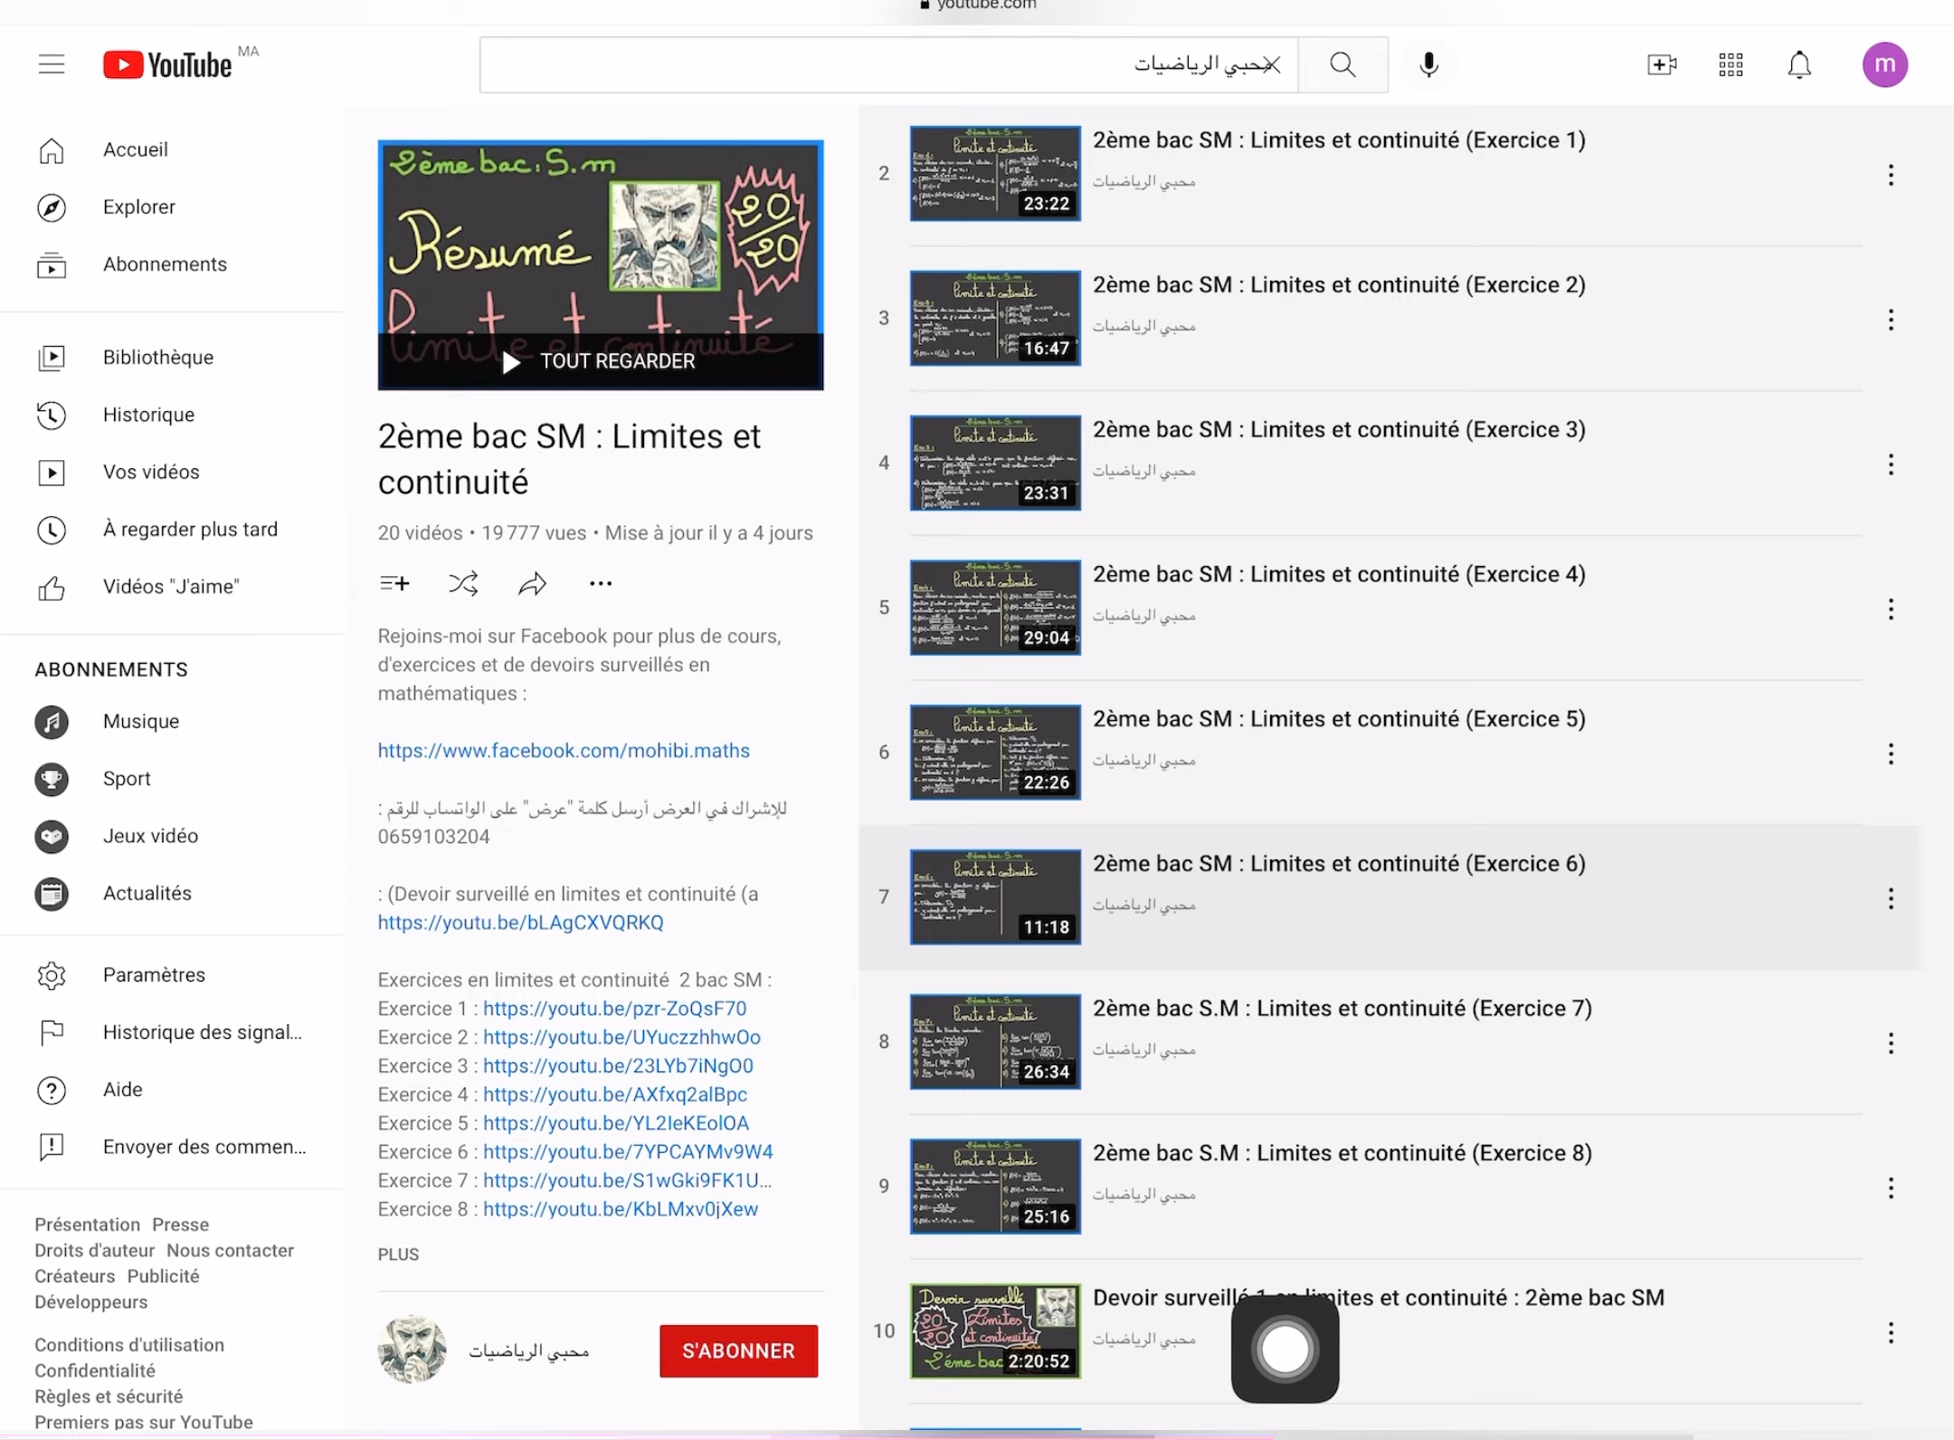 youtube.com
YouTube MA
محبي الرياضيات
m
Accueil
Explorer
Abonnements
Bibliothèque
Historique
Vos vidéos
À regarder plus tard
Vidéos "J'aime"
ABONNEMENTS
Musique
Sport
Jeux vidéo
Actualités
Paramètres
Historique des signal...
Aide
Envoyer des commen...
Présentation Presse
Droits d'auteur Nous contacter
Créateurs Publicité
Développeurs
Conditions d'utilisation
Confidentialité
Règles et sécurité
Premiers pas sur YouTube
2ème bac: S.m
Résumé
20/20
Limite et continuité
TOUT REGARDER
2ème bac SM : Limites et
continuité
20 vidéos • 19 777 vues • Mise à jour il y a 4 jours
Rejoins-moi sur Facebook pour plus de cours,
d'exercices et de devoirs surveillés en
mathématiques :
https://www.facebook.com/mohibi.maths
للإشراك في العرض أرسل كلمة "عرض" على الواتساب للرقم :
0659103204
: (Devoir surveillé en limites et continuité (a
https://youtu.be/bLAgCXVQRKQ
Exercices en limites et continuité 2 bac SM :
Exercice 1 : https://youtu.be/pzr-ZoQsF70
Exercice 2 : https://youtu.be/UYuczzhhwOo
Exercice 3 : https://youtu.be/23LYb7iNgO0
Exercice 4 : https://youtu.be/AXfxq2alBpc
Exercice 5 : https://youtu.be/YL2IeKEolOA
Exercice 6 : https://youtu.be/7YPCAYMv9W4
Exercice 7 : https://youtu.be/S1wGki9FK1U...
Exercice 8 : https://youtu.be/KbLMxv0jXew
PLUS
محبي الرياضيات
S'ABONNER
2
23:22
2ème bac SM : Limites et continuité (Exercice 1)
محبي الرياضيات
3
16:47
2ème bac SM : Limites et continuité (Exercice 2)
محبي الرياضيات
4
23:31
2ème bac SM : Limites et continuité (Exercice 3)
محبي الرياضيات
5
29:04
2ème bac SM : Limites et continuité (Exercice 4)
محبي الرياضيات
6
22:26
2ème bac SM : Limites et continuité (Exercice 5)
محبي الرياضيات
7
11:18
2ème bac SM : Limites et continuité (Exercice 6)
محبي الرياضيات
8
26:34
2ème bac S.M : Limites et continuité (Exercice 7)
محبي الرياضيات
9
25:16
2ème bac S.M : Limites et continuité (Exercice 8)
محبي الرياضيات
10
Devoir surveillé
20/20
Limites
et continuité
2ème bac
2:20:52
Devoir surveillé 1 en limites et continuité : 2ème bac SM
محبي الرياضيات